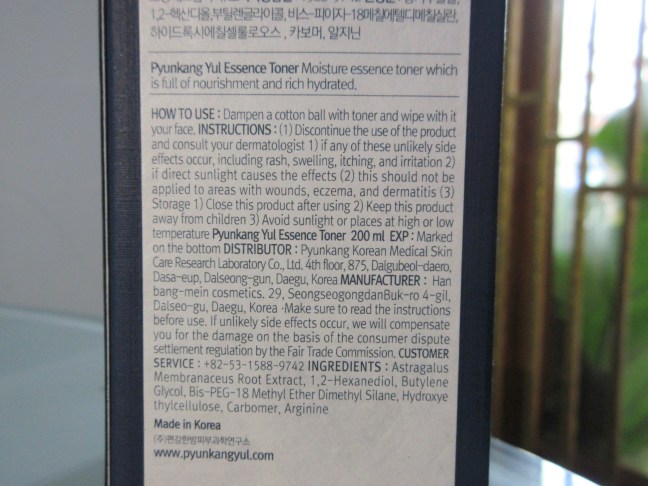 1,2-헥산다이올,부틸렌글라이콜, 비스-피이지-18메칠에텔디메칠실란,
하이드록시에칠셀룰로오스 , 카보머, 알지닌
Pyunkang Yul Essence Toner Moisture essence toner which
is full of nourishment and rich hydrated.
HOW TO USE : Dampen a cotton ball with toner and wipe with it
your face. INSTRUCTIONS : (1) Discontinue the use of the product
and consult your dermatologist 1) if any of these unlikely side
effects occur, including rash, swelling, itching, and irritation 2)
if direct sunlight causes the effects (2) this should not be
applied to areas with wounds, eczema, and dermatitis (3)
Storage 1) Close this product after using 2) Keep this product
away from children 3) Avoid sunlight or places at high or low
temperature Pyunkang Yul Essence Toner 200 ml EXP : Marked
on the bottom DISTRIBUTOR : Pyunkang Korean Medical Skin
Care Research Laboratory Co., Ltd, 4th floor, 875, Dalgubeol-daero,
Dasa-eup, Dalseong-gun, Daegu, Korea MANUFACTURER : Han
bang-mein cosmetics. 29, SeongseogongdanBuk-ro 4-gil,
Dalseo-gu, Daegu, Korea ·Make sure to read the instructions
before use. If unlikely side effects occur, we will compensate
you for the damage on the basis of the consumer dispute
settlement regulation by the Fair Trade Commission. CUSTOMER
SERVICE : +82-53-1588-9742 INGREDIENTS : Astragalus
Membranaceus Root Extract, 1,2-Hexanediol, Butylene
Glycol, Bis-PEG-18 Methyl Ether Dimethyl Silane, Hydroxye
thylcellulose, Carbomer, Arginine
Made in Korea
(주)편강한방피부과학연구소
www.pyunkangyul.com